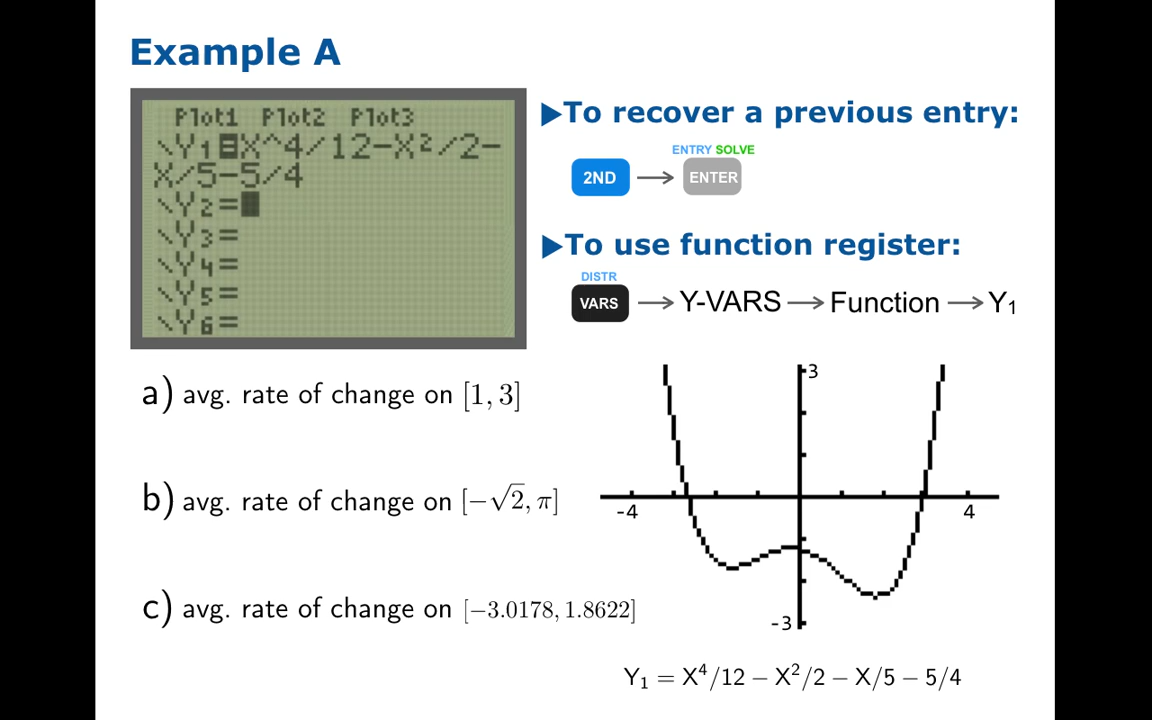 Example A
Plot1 Plot2 Plot3
\Y₁=X^4/12-X²/2-
X/5-5/4
\Y₂=
\Y₃=
\Y₄=
\Y₅=
\Y₆=
▶To recover a previous entry:
ENTRY SOLVE
2ND → ENTER
▶To use function register:
DISTR
VARS → Y-VARS → Function → Y₁
a) avg. rate of change on [1, 3]
b) avg. rate of change on [−√2, π]
c) avg. rate of change on [−3.0178, 1.8622]
3
-4 4
-3
Y₁ = X⁴/12 − X²/2 − X/5 − 5/4